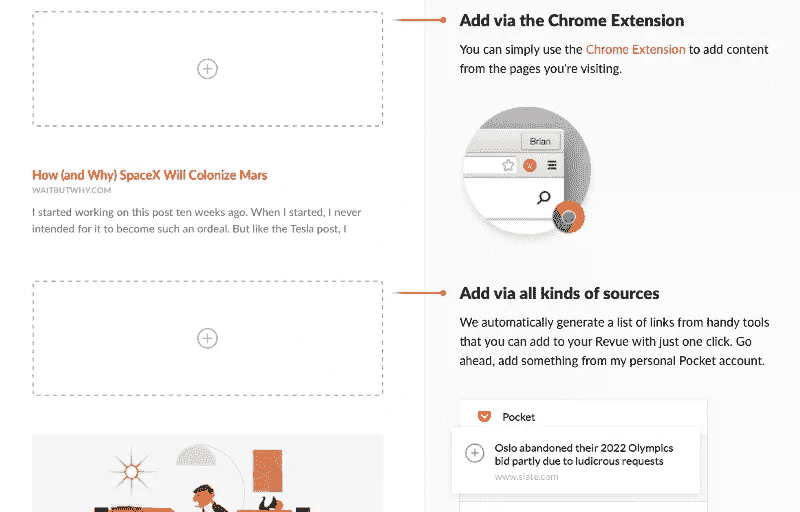 Add via the Chrome Extension
You can simply use the Chrome Extension to add content
from the pages you're visiting.
Brian
How (and Why) SpaceX Will Colonize Mars
WAITBUTWHY.COM
I started working on this post ten weeks ago. When I started, I never
intended for it to become such an ordeal. But like the Tesla post, I
Add via all kinds of sources
We automatically generate a list of links from handy tools
that you can add to your Revue with just one click. Go
ahead, add something from my personal Pocket account.
Pocket
Oslo abandoned their 2022 Olympics
bid partly due to ludicrous requests
www.slate.com